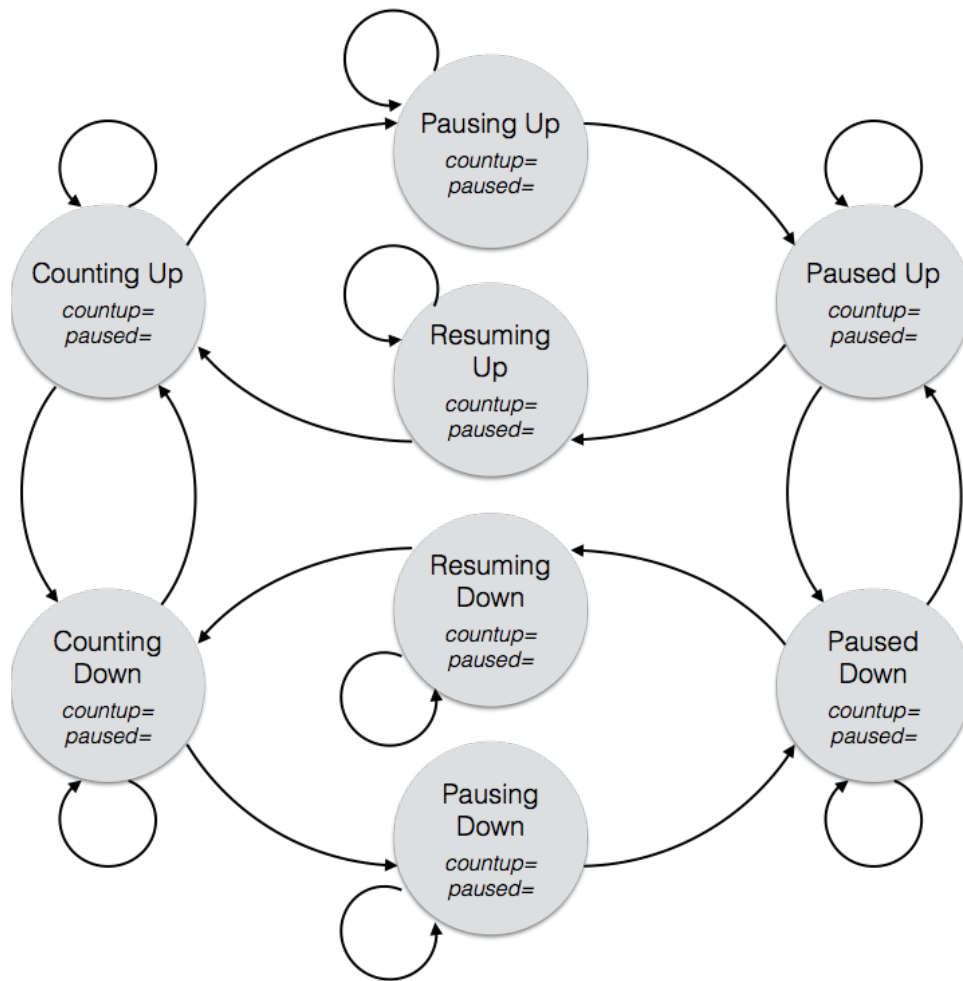 Pausing Up
countup=
paused=
Counting Up
countup=
paused=
Paused Up
countup=
paused=
Resuming
Up
countup=
paused=
Resuming
Down
countup=
paused=
Counting
Down
countup=
paused=
Paused
Down
countup=
paused=
Pausing
Down
countup=
paused=